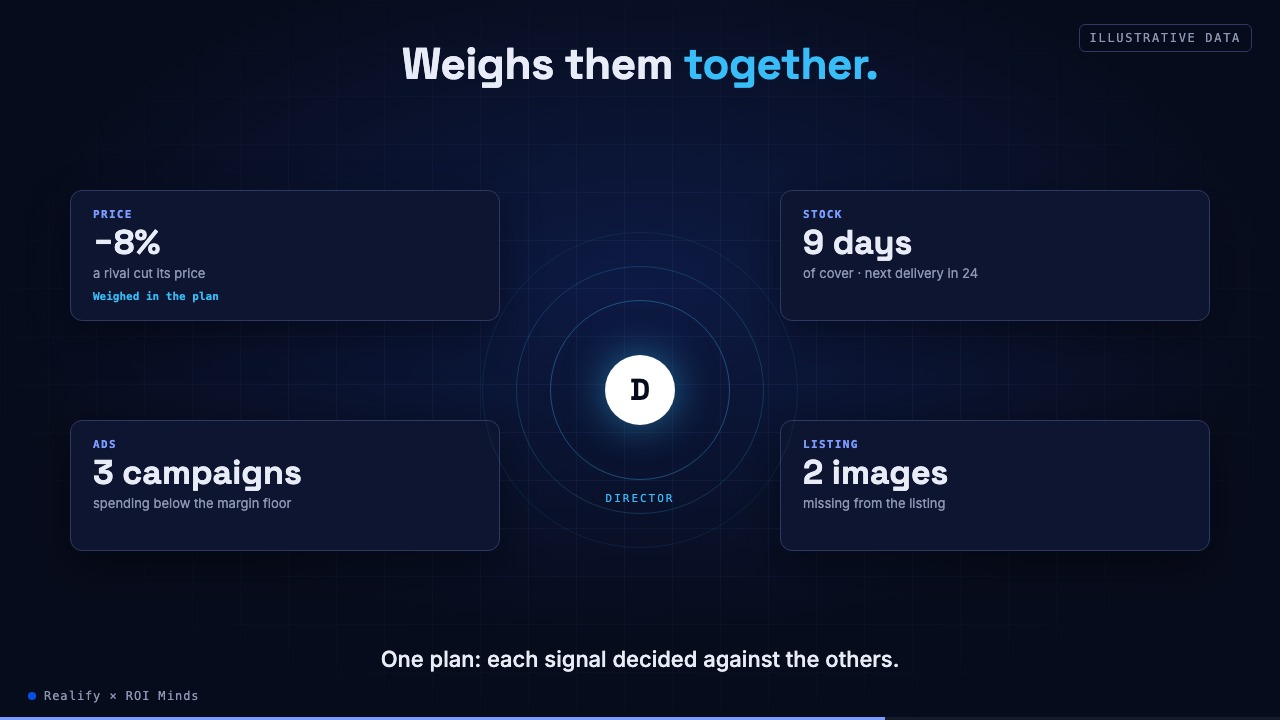 ILLUSTRATIVE DATA
Weighs them together.
PRICE
−8%
a rival cut its price
Weighed in the plan
STOCK
9 days
of cover · next delivery in 24
D
DIRECTOR
ADS
3 campaigns
spending below the margin floor
LISTING
2 images
missing from the listing
One plan: each signal decided against the others.
Realify × ROI Minds